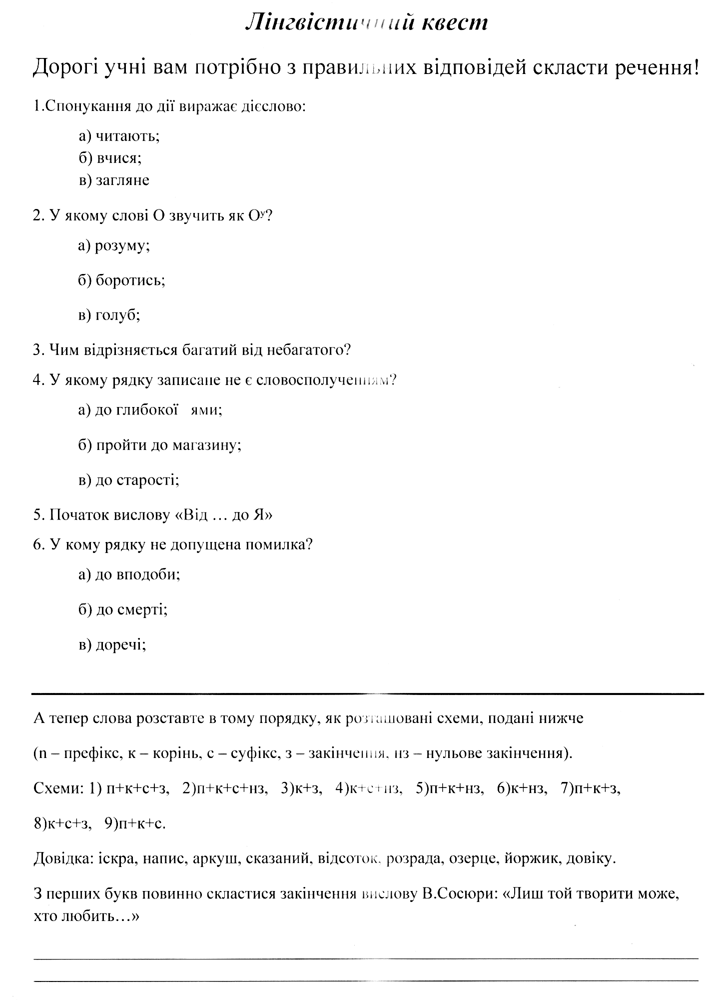 Лінгвістичний квест
Дорогі учні вам потрібно з правильних відповідей скласти речення!
1.Спонукання до дії виражає дієслово:
а) читають;
б) вчися;
в) загляне
2. У якому слові О звучить як Оʸ?
а) розуму;
б) боротись;
в) голуб;
3. Чим відрізняється багатий від небагатого?
4. У якому рядку записане не є словосполученням?
а) до глибокої ями;
б) пройти до магазину;
в) до старості;
5. Початок вислову «Від … до Я»
6. У кому рядку не допущена помилка?
а) до вподоби;
б) до смерті;
в) доречі;
А тепер слова розставте в тому порядку, як розташовані схеми, подані нижче
(п – префікс, к – корінь, с – суфікс, з – закінчення, нз – нульове закінчення).
Схеми: 1) п+к+с+з, 2)п+к+с+нз, 3)к+з, 4)к+с+нз, 5)п+к+нз, 6)к+нз, 7)п+к+з,
8)к+с+з, 9)п+к+с.
Довідка: іскра, напис, аркуш, сказаний, відсоток, розрада, озерце, йоржик, довіку.
З перших букв повинно скластися закінчення вислову В.Сосюри: «Лиш той творити може,
хто любить…»